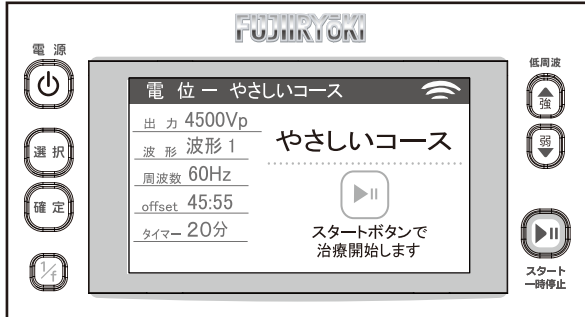 FUJIIRYOKI
電源
選択
確定
1/f
電位ー やさしいコース
出力 4500Vp
波形 波形1
周波数 60Hz
offset 45:55
タイマー 20分
やさしいコース
スタートボタンで
治療開始します
低周波
強
弱
スタート
一時停止